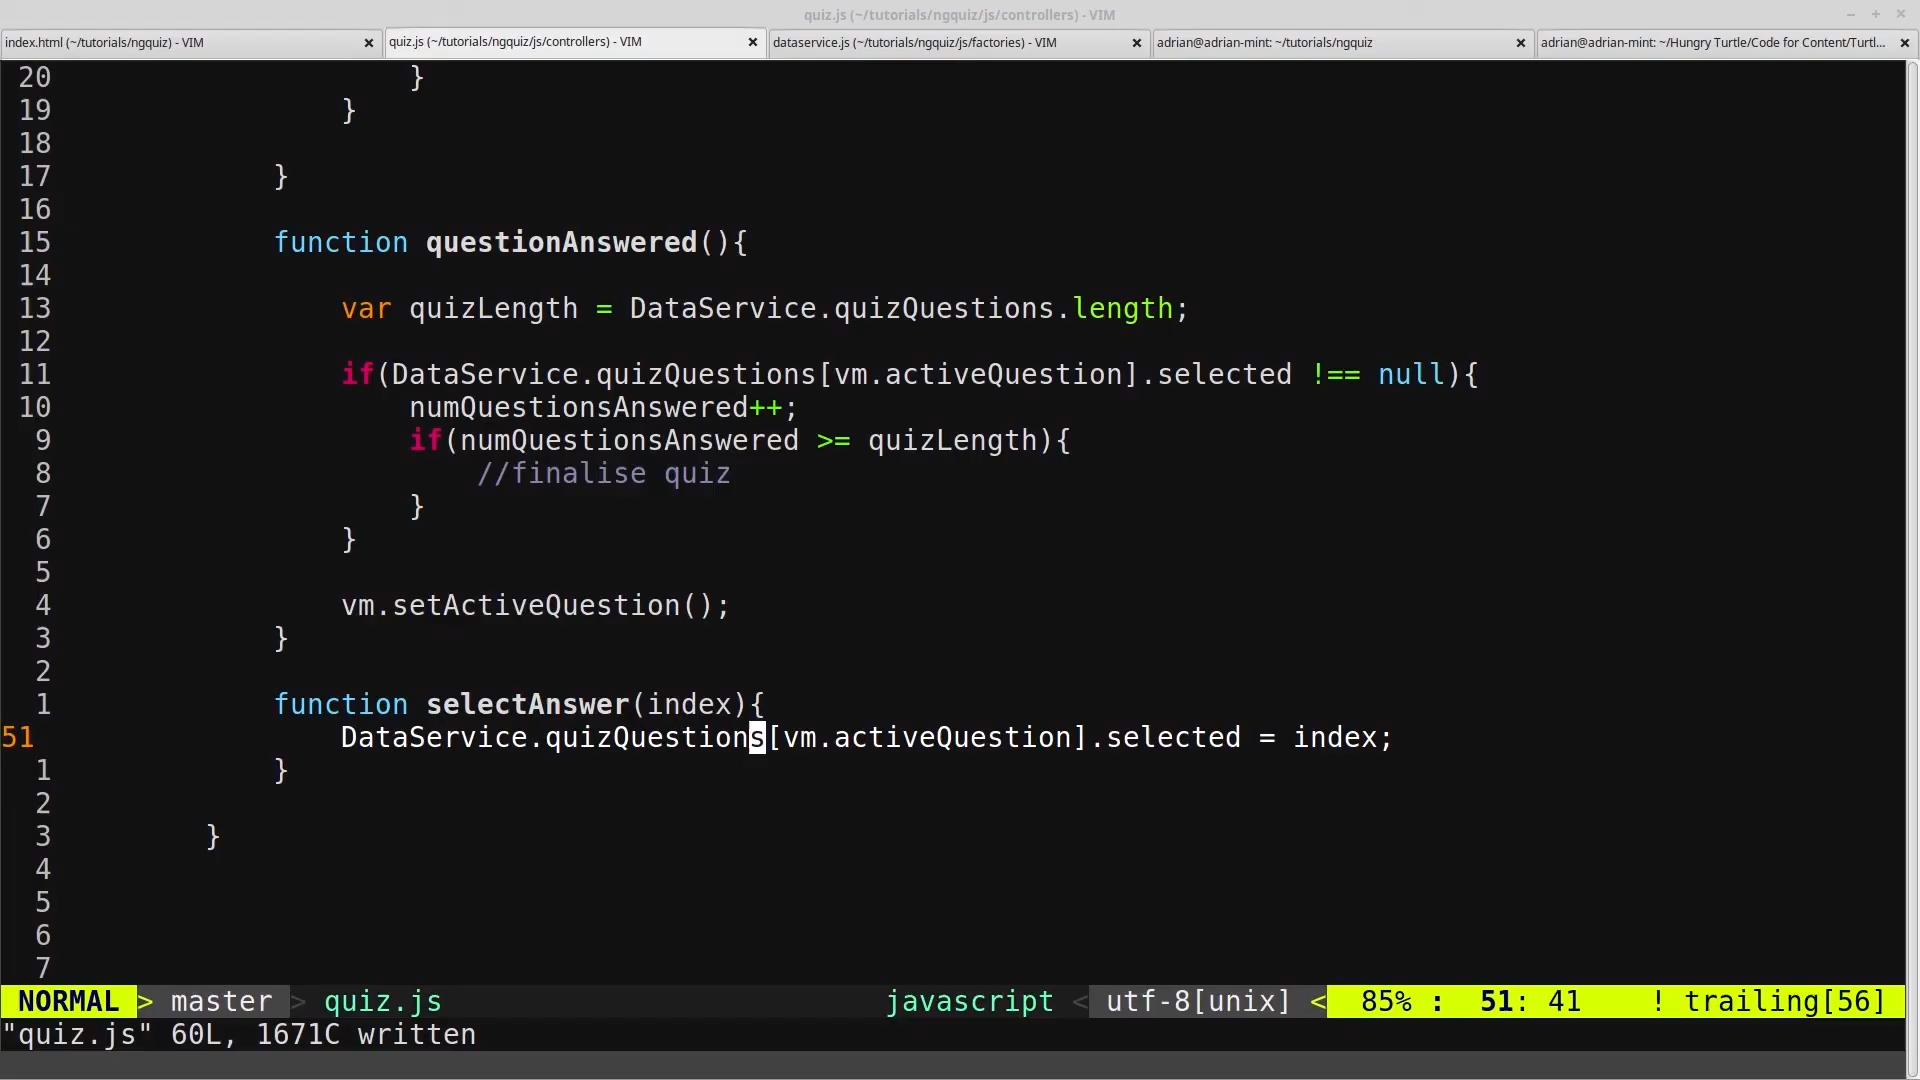 quiz.js (~/tutorials/ngquiz/js/controllers) - VIM
index.html (~/tutorials/ngquiz) - VIM
quiz.js (~/tutorials/ngquiz/js/controllers) - VIM
dataservice.js (~/tutorials/ngquiz/js/factories) - VIM
adrian@adrian-mint: ~/tutorials/ngquiz
adrian@adrian-mint: ~/Hungry Turtle/Code for Content/Turtl...
20 }
19 }
18
17 }
16
15 function questionAnswered(){
14
13 var quizLength = DataService.quizQuestions.length;
12
11 if(DataService.quizQuestions[vm.activeQuestion].selected !== null){
10 numQuestionsAnswered++;
9 if(numQuestionsAnswered >= quizLength){
8 //finalise quiz
7 }
6 }
5
4 vm.setActiveQuestion();
3 }
2
1 function selectAnswer(index){
51 DataService.quizQuestions[vm.activeQuestion].selected = index;
1 }
2
3 }
4
5
6
7
NORMAL > master > quiz.js javascript < utf-8[unix] < 85% : 51: 41 ! trailing[56]
"quiz.js" 60L, 1671C written